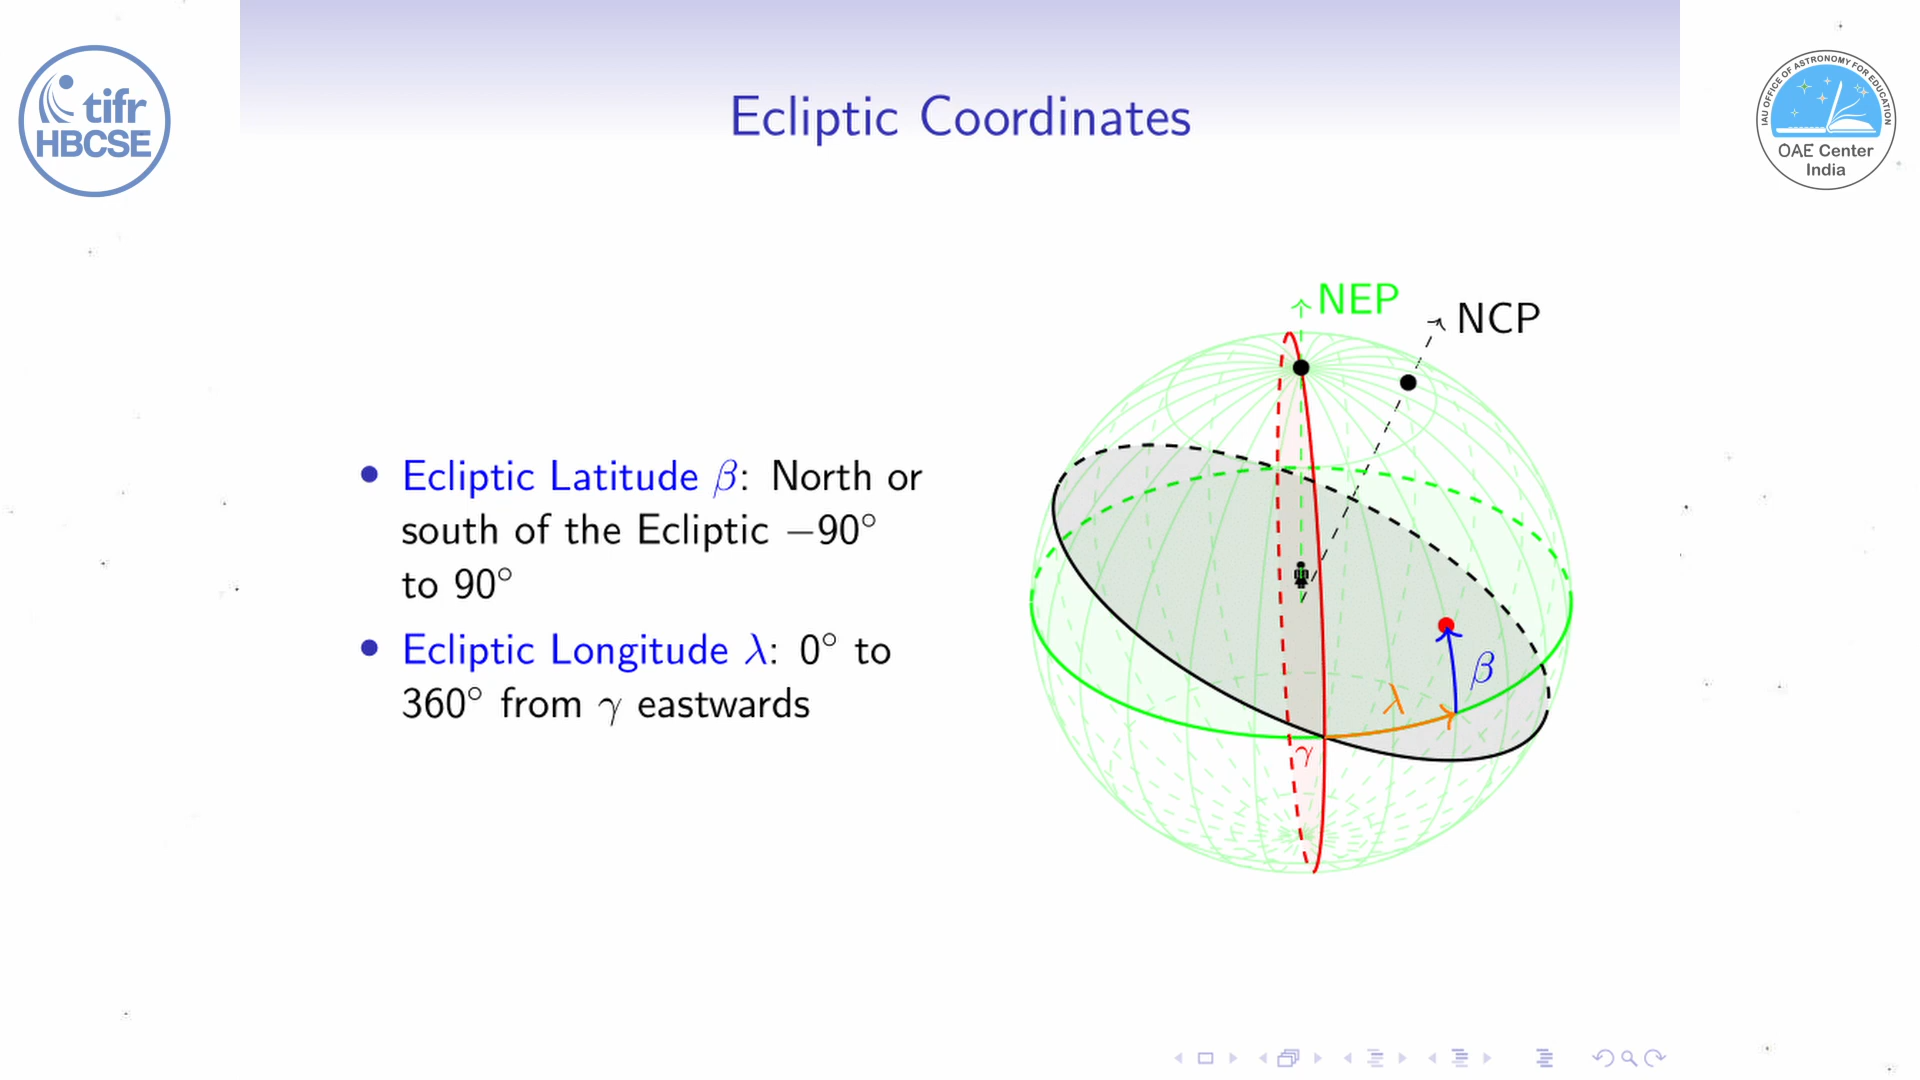 tifr
HBCSE
IAU OFFICE OF ASTRONOMY FOR EDUCATION
OAE Center
India
Ecliptic Coordinates
• Ecliptic Latitude β: North or
south of the Ecliptic −90°
to 90°
• Ecliptic Longitude λ: 0° to
360° from γ eastwards
NEP
NCP
β
λ
γ